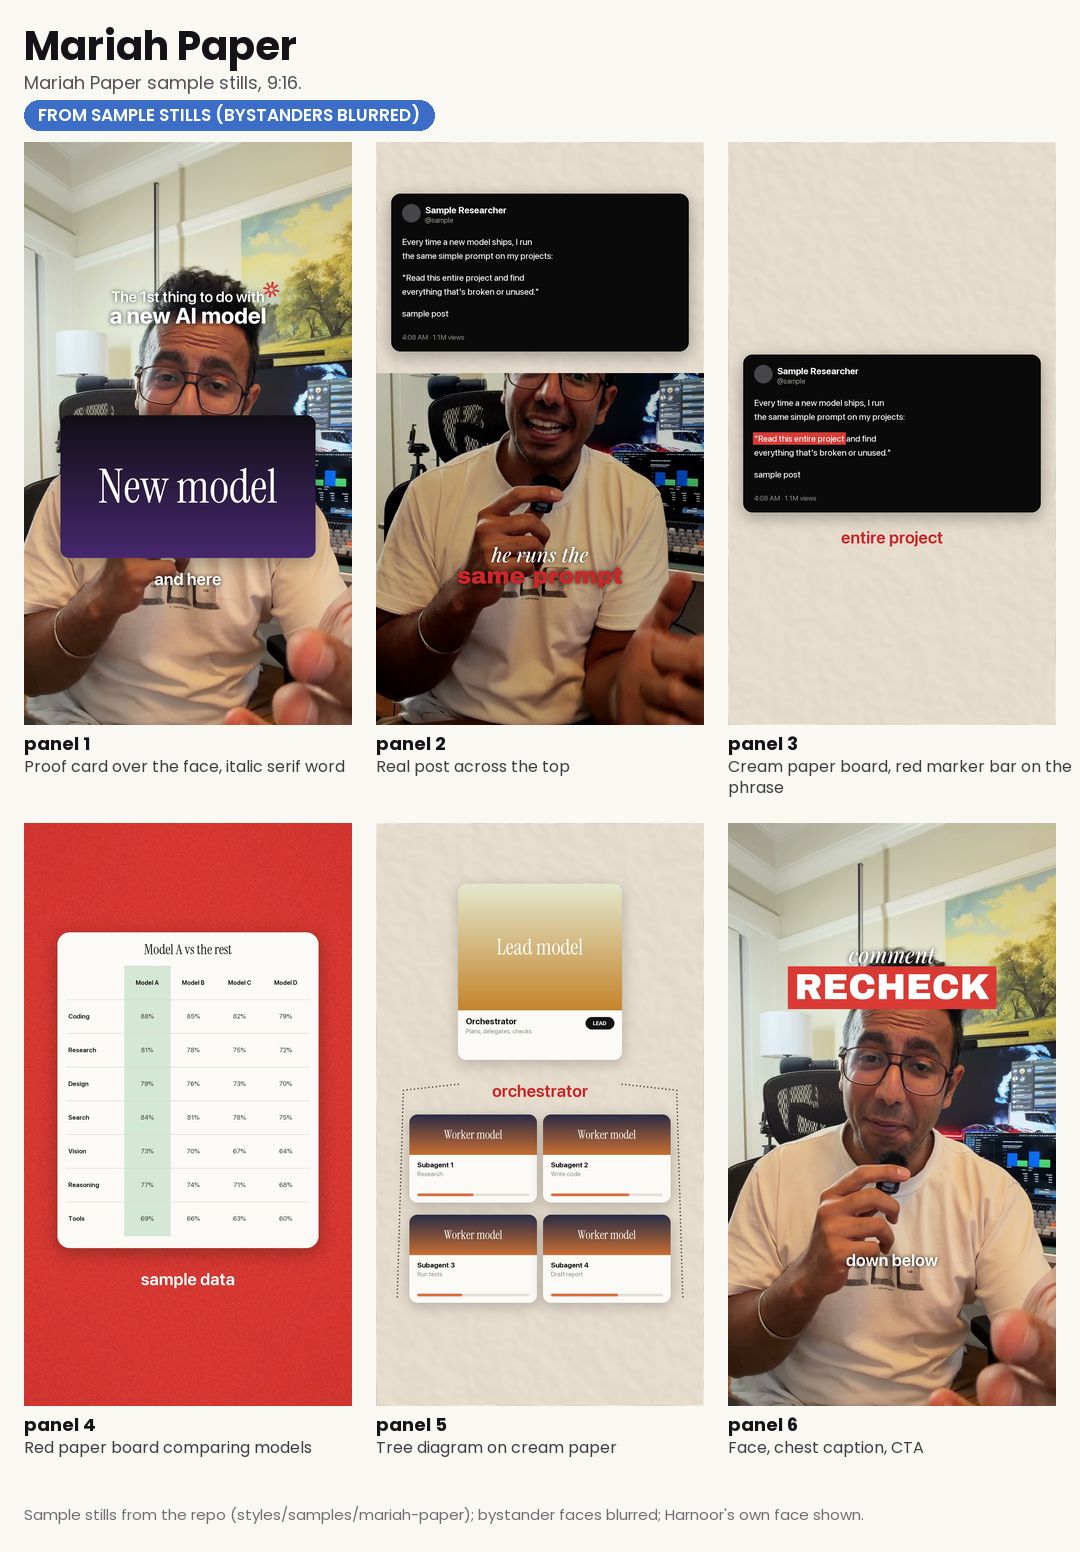 Mariah Paper
Mariah Paper sample stills, 9:16.
FROM SAMPLE STILLS (BYSTANDERS BLURRED)
The 1st thing to do with
a new AI model
New model
and here
panel 1
Proof card over the face, italic serif word
Sample Researcher
@sample
Every time a new model ships, I run
the same simple prompt on my projects:
"Read this entire project and find
everything that's broken or unused."
sample post
4:08 AM · 1.1M views
he runs the
same prompt
panel 2
Real post across the top
Sample Researcher
@sample
Every time a new model ships, I run
the same simple prompt on my projects:
"Read this entire project and find
everything that's broken or unused."
sample post
4:08 AM · 1.1M views
entire project
panel 3
Cream paper board, red marker bar on the
phrase
Model A vs the rest
Model A Model B Model C Model D
Coding 88% 85% 82% 79%
Research 81% 78% 75% 72%
Design 79% 76% 73% 70%
Search 84% 81% 78% 75%
Vision 73% 70% 67% 64%
Reasoning 77% 74% 71% 68%
Tools 69% 66% 63% 60%
sample data
panel 4
Red paper board comparing models
Lead model
Orchestrator LEAD
Plans, delegates, checks
orchestrator
Worker model Worker model
Subagent 1 Subagent 2
Research Write code
Worker model Worker model
Subagent 3 Subagent 4
Run tests Draft report
panel 5
Tree diagram on cream paper
comment
RECHECK
down below
panel 6
Face, chest caption, CTA
Sample stills from the repo (styles/samples/mariah-paper); bystander faces blurred; Harnoor's own face shown.